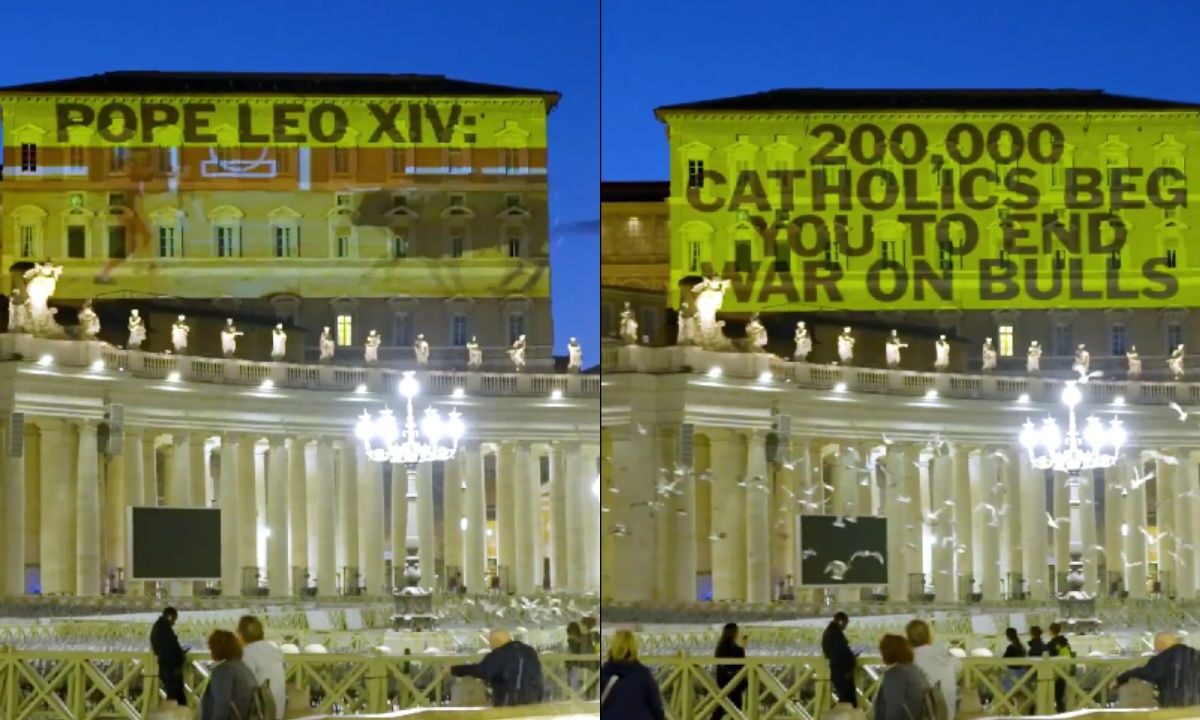 POPE LEO XIV:
200,000
CATHOLICS BEG
YOU TO END
WAR ON BULLS